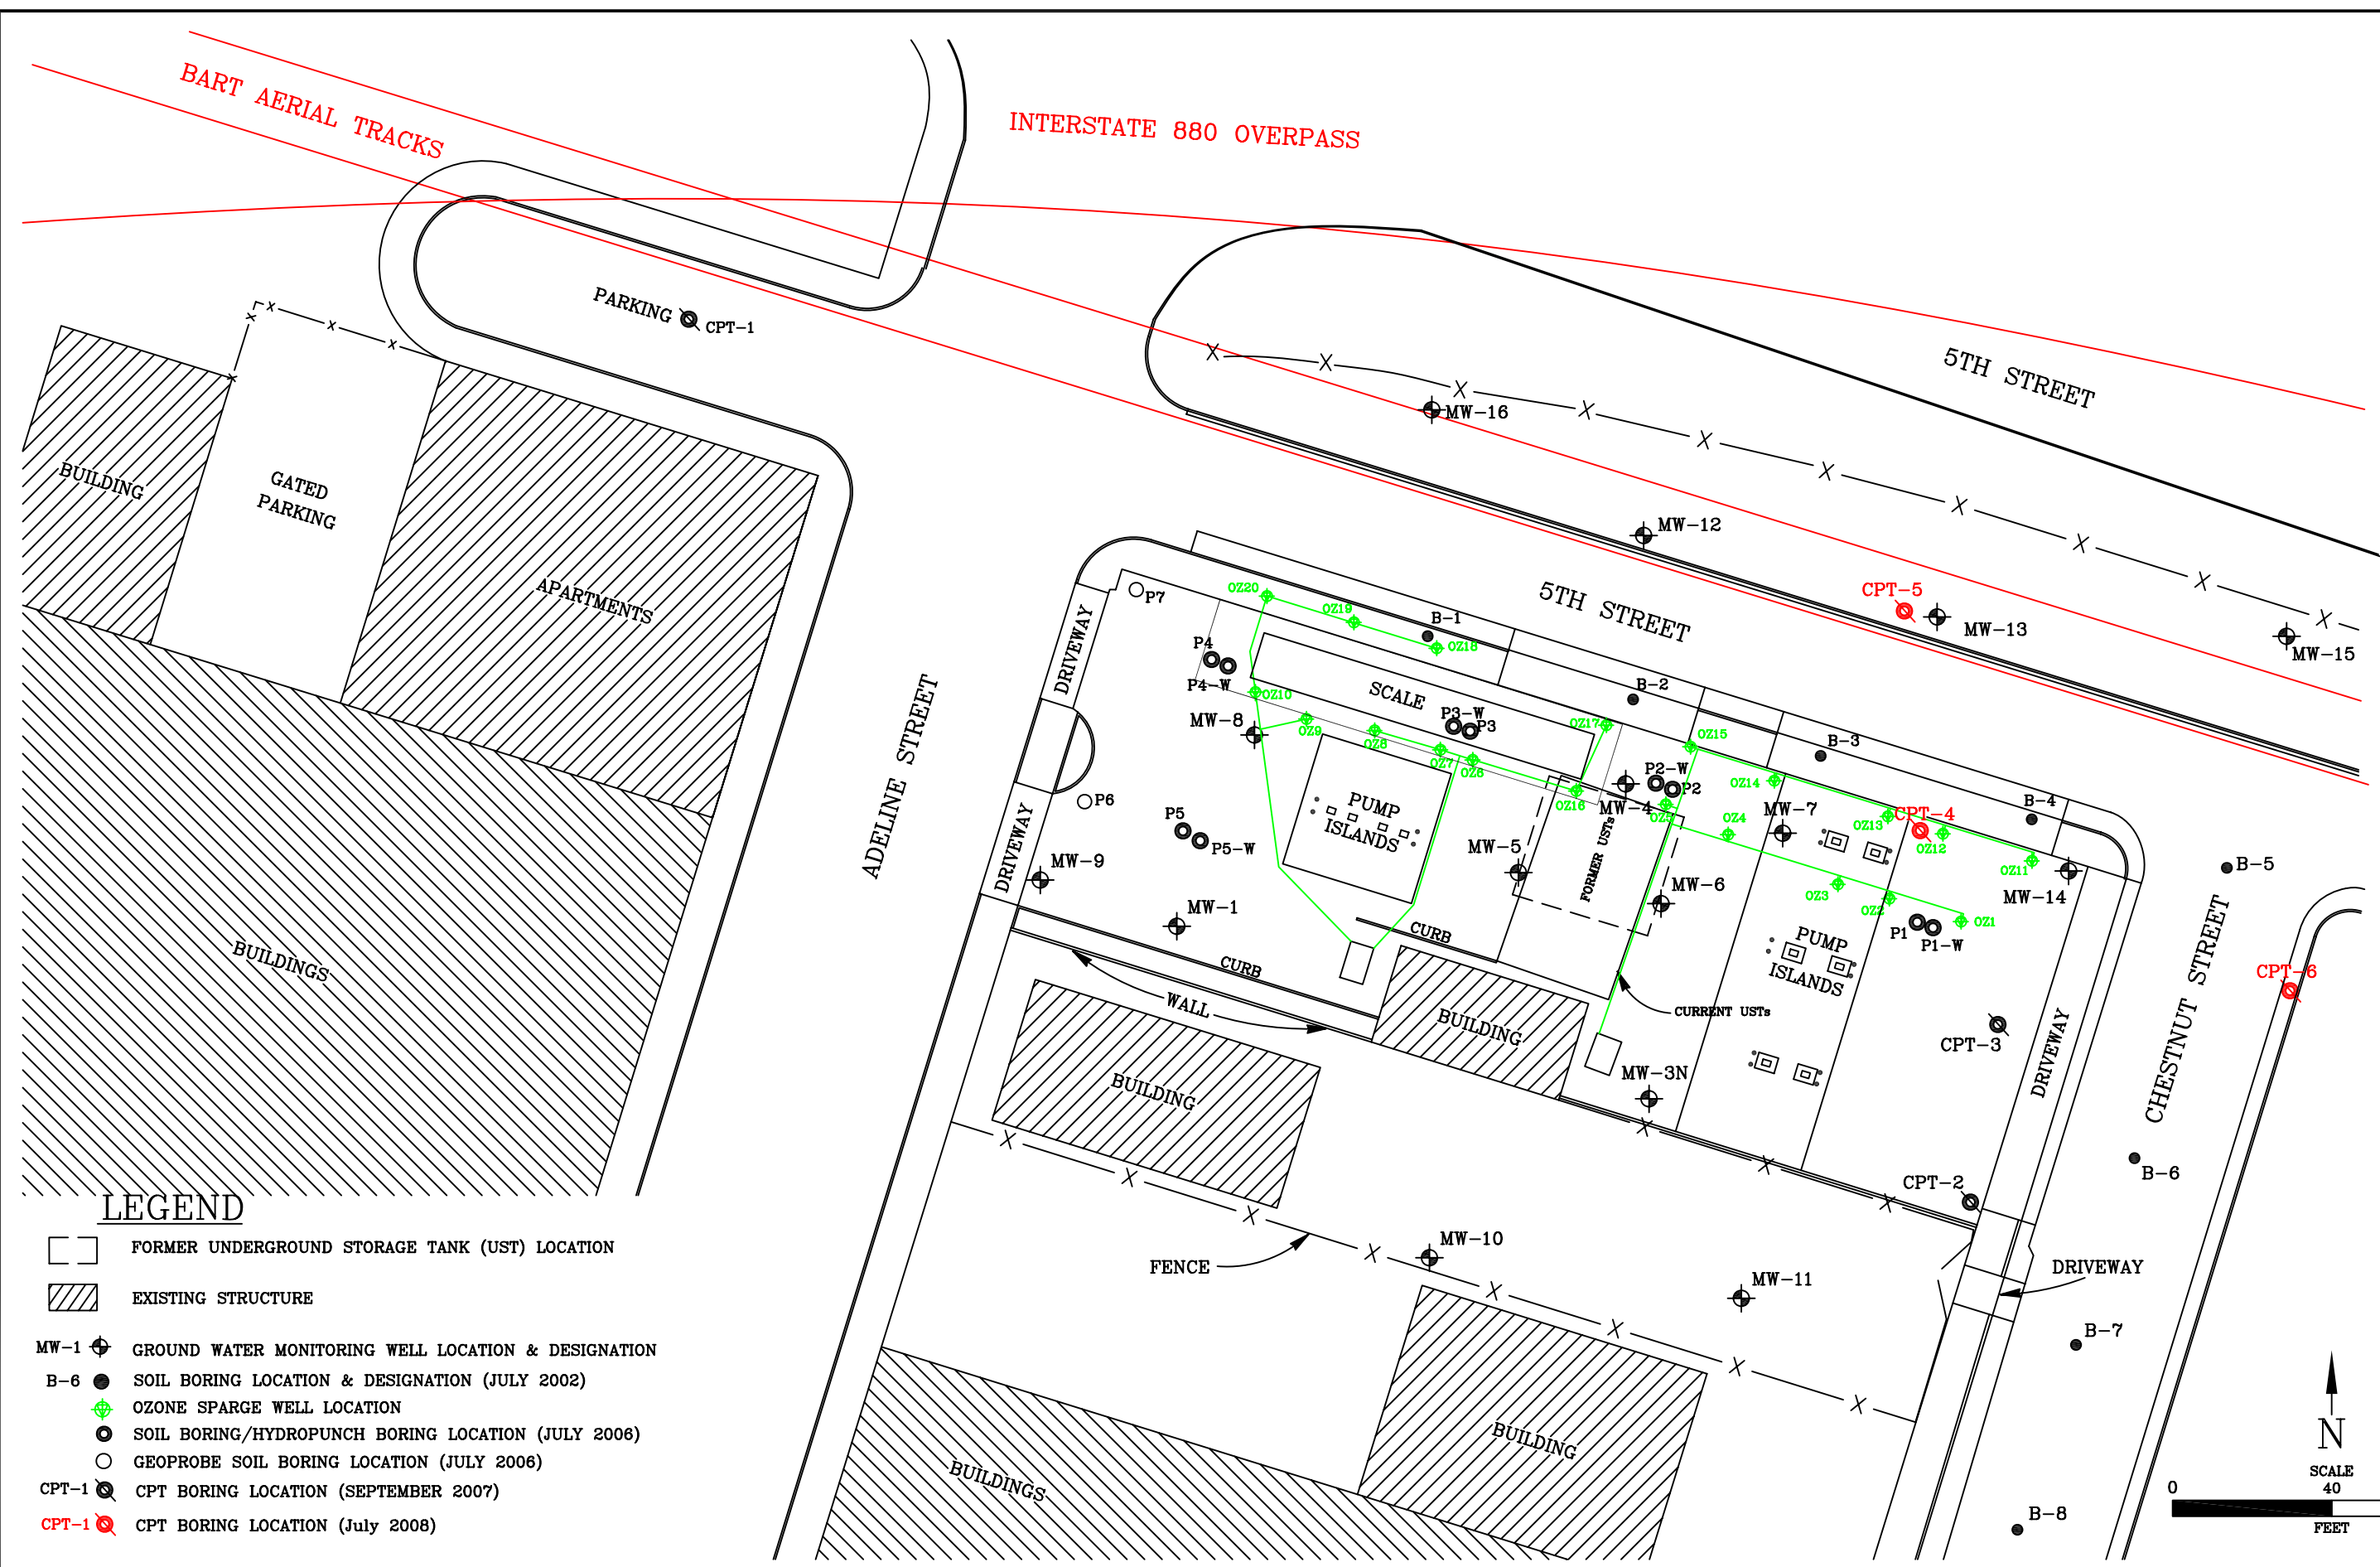 BART AERIAL TRACKS
INTERSTATE 880 OVERPASS
PARKING
CPT-1
5TH STREET
MW-16
BUILDING
GATED
PARKING
APARTMENTS
MW-12
CPT-5
MW-13
MW-15
5TH STREET
P7
OZ20
OZ19
B-1
OZ18
DRIVEWAY
P4
P4-W
OZ10
SCALE
B-2
MW-8
OZ9
OZ8
P3-W
P3
OZ7
OZ6
OZ17
OZ15
B-3
ADELINE STREET
P6
PUMP
ISLANDS
OZ16
MW-4
P2-W
P2
OZ5
OZ4
OZ14
MW-7
OZ13
CPT-4
OZ12
B-4
OZ11
MW-14
B-5
DRIVEWAY
P5
P5-W
MW-9
MW-1
MW-5
FORMER USTs
MW-6
OZ3
OZ2
OZ1
P1
P1-W
PUMP
ISLANDS
CURB
CURB
WALL
BUILDINGS
BUILDING
CURRENT USTs
CPT-6
CHESTNUT STREET
CPT-3
DRIVEWAY
MW-3N
BUILDING
B-6
CPT-2
FENCE
MW-10
MW-11
DRIVEWAY
B-7
BUILDING
BUILDINGS
B-8
LEGEND
FORMER UNDERGROUND STORAGE TANK (UST) LOCATION
EXISTING STRUCTURE
MW-1 GROUND WATER MONITORING WELL LOCATION & DESIGNATION
B-6 SOIL BORING LOCATION & DESIGNATION (JULY 2002)
OZONE SPARGE WELL LOCATION
SOIL BORING/HYDROPUNCH BORING LOCATION (JULY 2006)
GEOPROBE SOIL BORING LOCATION (JULY 2006)
CPT-1 CPT BORING LOCATION (SEPTEMBER 2007)
CPT-1 CPT BORING LOCATION (July 2008)
N
SCALE
0 40
FEET